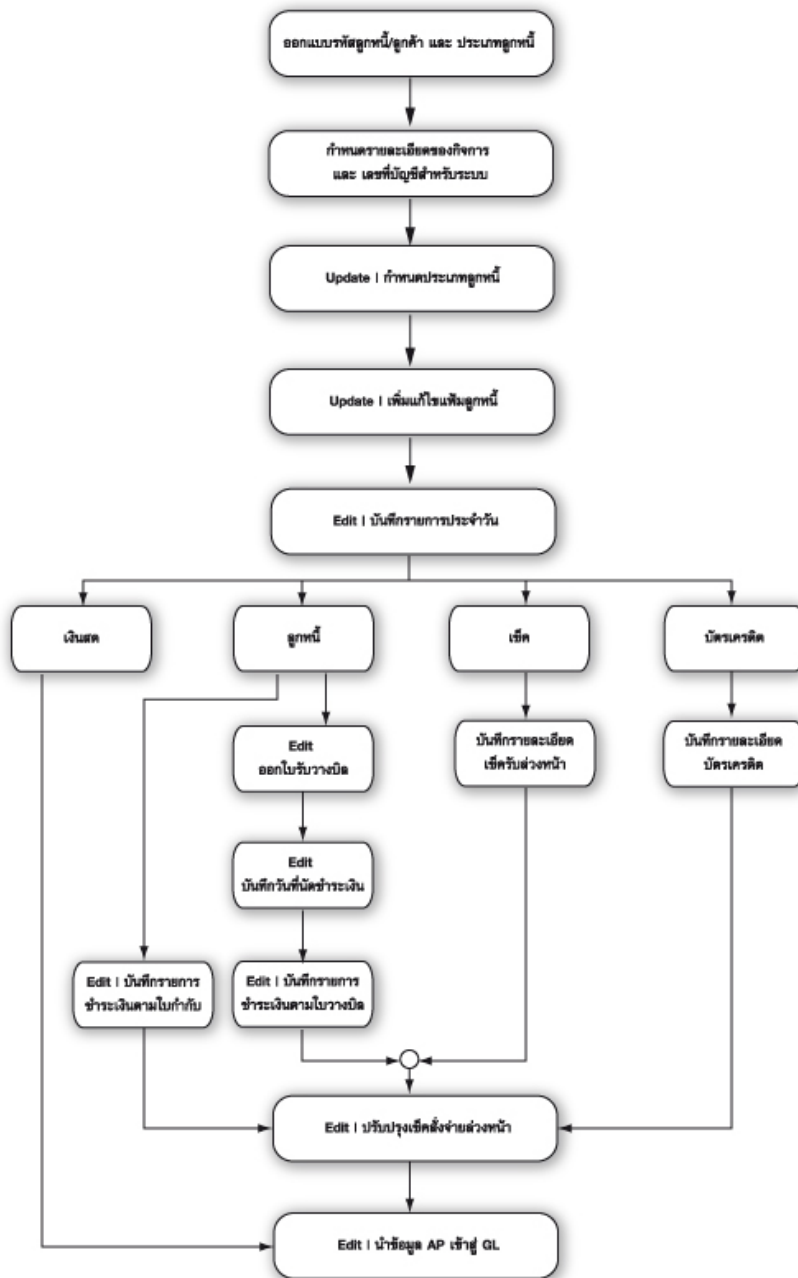 ออกแบบรหัสลูกหนี้/ลูกค้า และ ประเภทลูกหนี้
กำหนดรายละเอียดของกิจการ
และ เลขที่บัญชีสำหรับระบบ
Update | กำหนดประเภทลูกหนี้
Update | เพิ่มแก้ไขแฟ้มลูกหนี้
Edit | บันทึกรายการประจำวัน
เงินสด
ลูกหนี้
เช็ค
บัตรเครดิต
Edit
ออกใบรับวางบิล
บันทึกรายละเอียด
เช็ครับล่วงหน้า
บันทึกรายละเอียด
บัตรเครดิต
Edit
บันทึกวันที่นัดชำระเงิน
Edit | บันทึกรายการ
ชำระเงินตามใบกำกับ
Edit | บันทึกรายการ
ชำระเงินตามใบวางบิล
Edit | ปรับปรุงเช็คสั่งจ่ายล่วงหน้า
Edit | นำข้อมูล AP เข้าสู่ GL